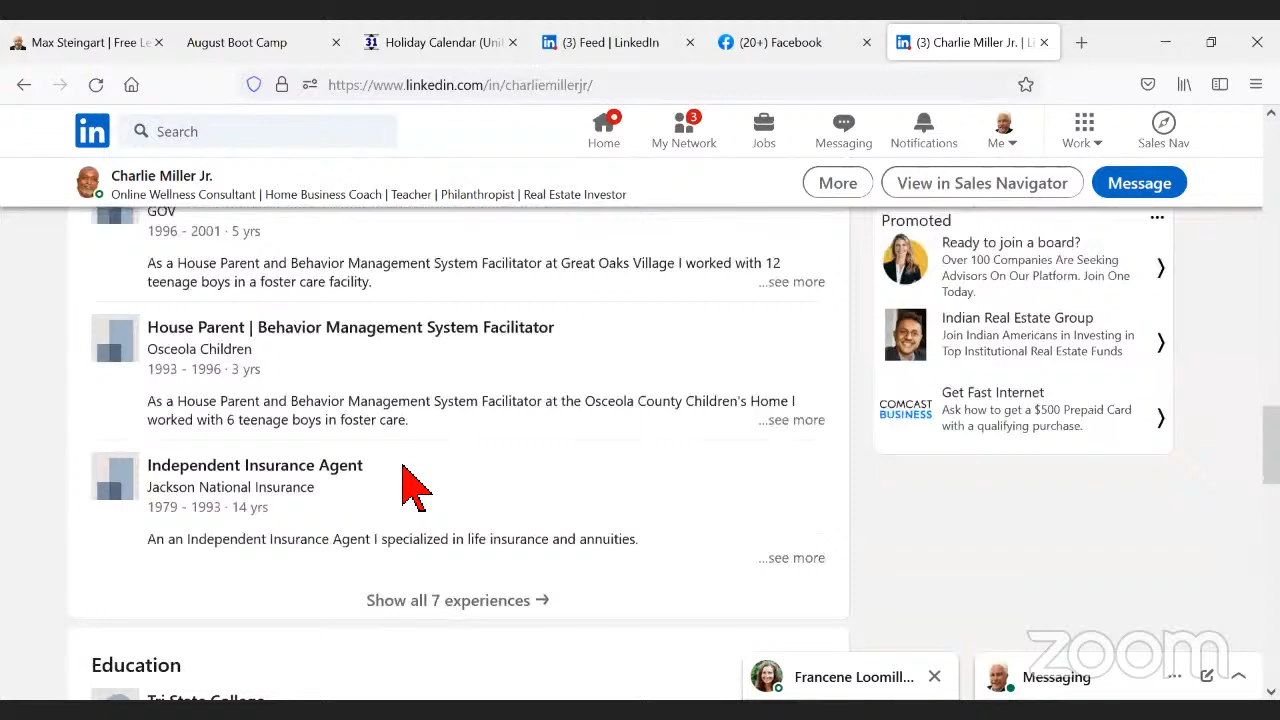 Max Steingart | Free Le
August Boot Camp
31 Holiday Calendar (Uni
(3) Feed | LinkedIn
(20+) Facebook
(3) Charlie Miller Jr. | Li
https://www.linkedin.com/in/charliemillerjr/
in
Search
Home
3
My Network
Jobs
Messaging
Notifications
Me
Work
Sales Nav
Charlie Miller Jr.
Online Wellness Consultant | Home Business Coach | Teacher | Philanthropist | Real Estate Investor
More
View in Sales Navigator
Message
GOV
1996 - 2001 · 5 yrs
As a House Parent and Behavior Management System Facilitator at Great Oaks Village I worked with 12
teenage boys in a foster care facility.
...see more
House Parent | Behavior Management System Facilitator
Osceola Children
1993 - 1996 · 3 yrs
As a House Parent and Behavior Management System Facilitator at the Osceola County Children's Home I
worked with 6 teenage boys in foster care.
...see more
Independent Insurance Agent
Jackson National Insurance
1979 - 1993 · 14 yrs
An an Independent Insurance Agent I specialized in life insurance and annuities.
...see more
Show all 7 experiences →
Education
Tri State College
Promoted
Ready to join a board?
Over 100 Companies Are Seeking
Advisors On Our Platform. Join One
Today.
Indian Real Estate Group
Join Indian Americans in Investing in
Top Institutional Real Estate Funds
COMCAST
BUSINESS
Get Fast Internet
Ask how to get a $500 Prepaid Card
with a qualifying purchase.
Francene Loomill...
Messaging
zoom